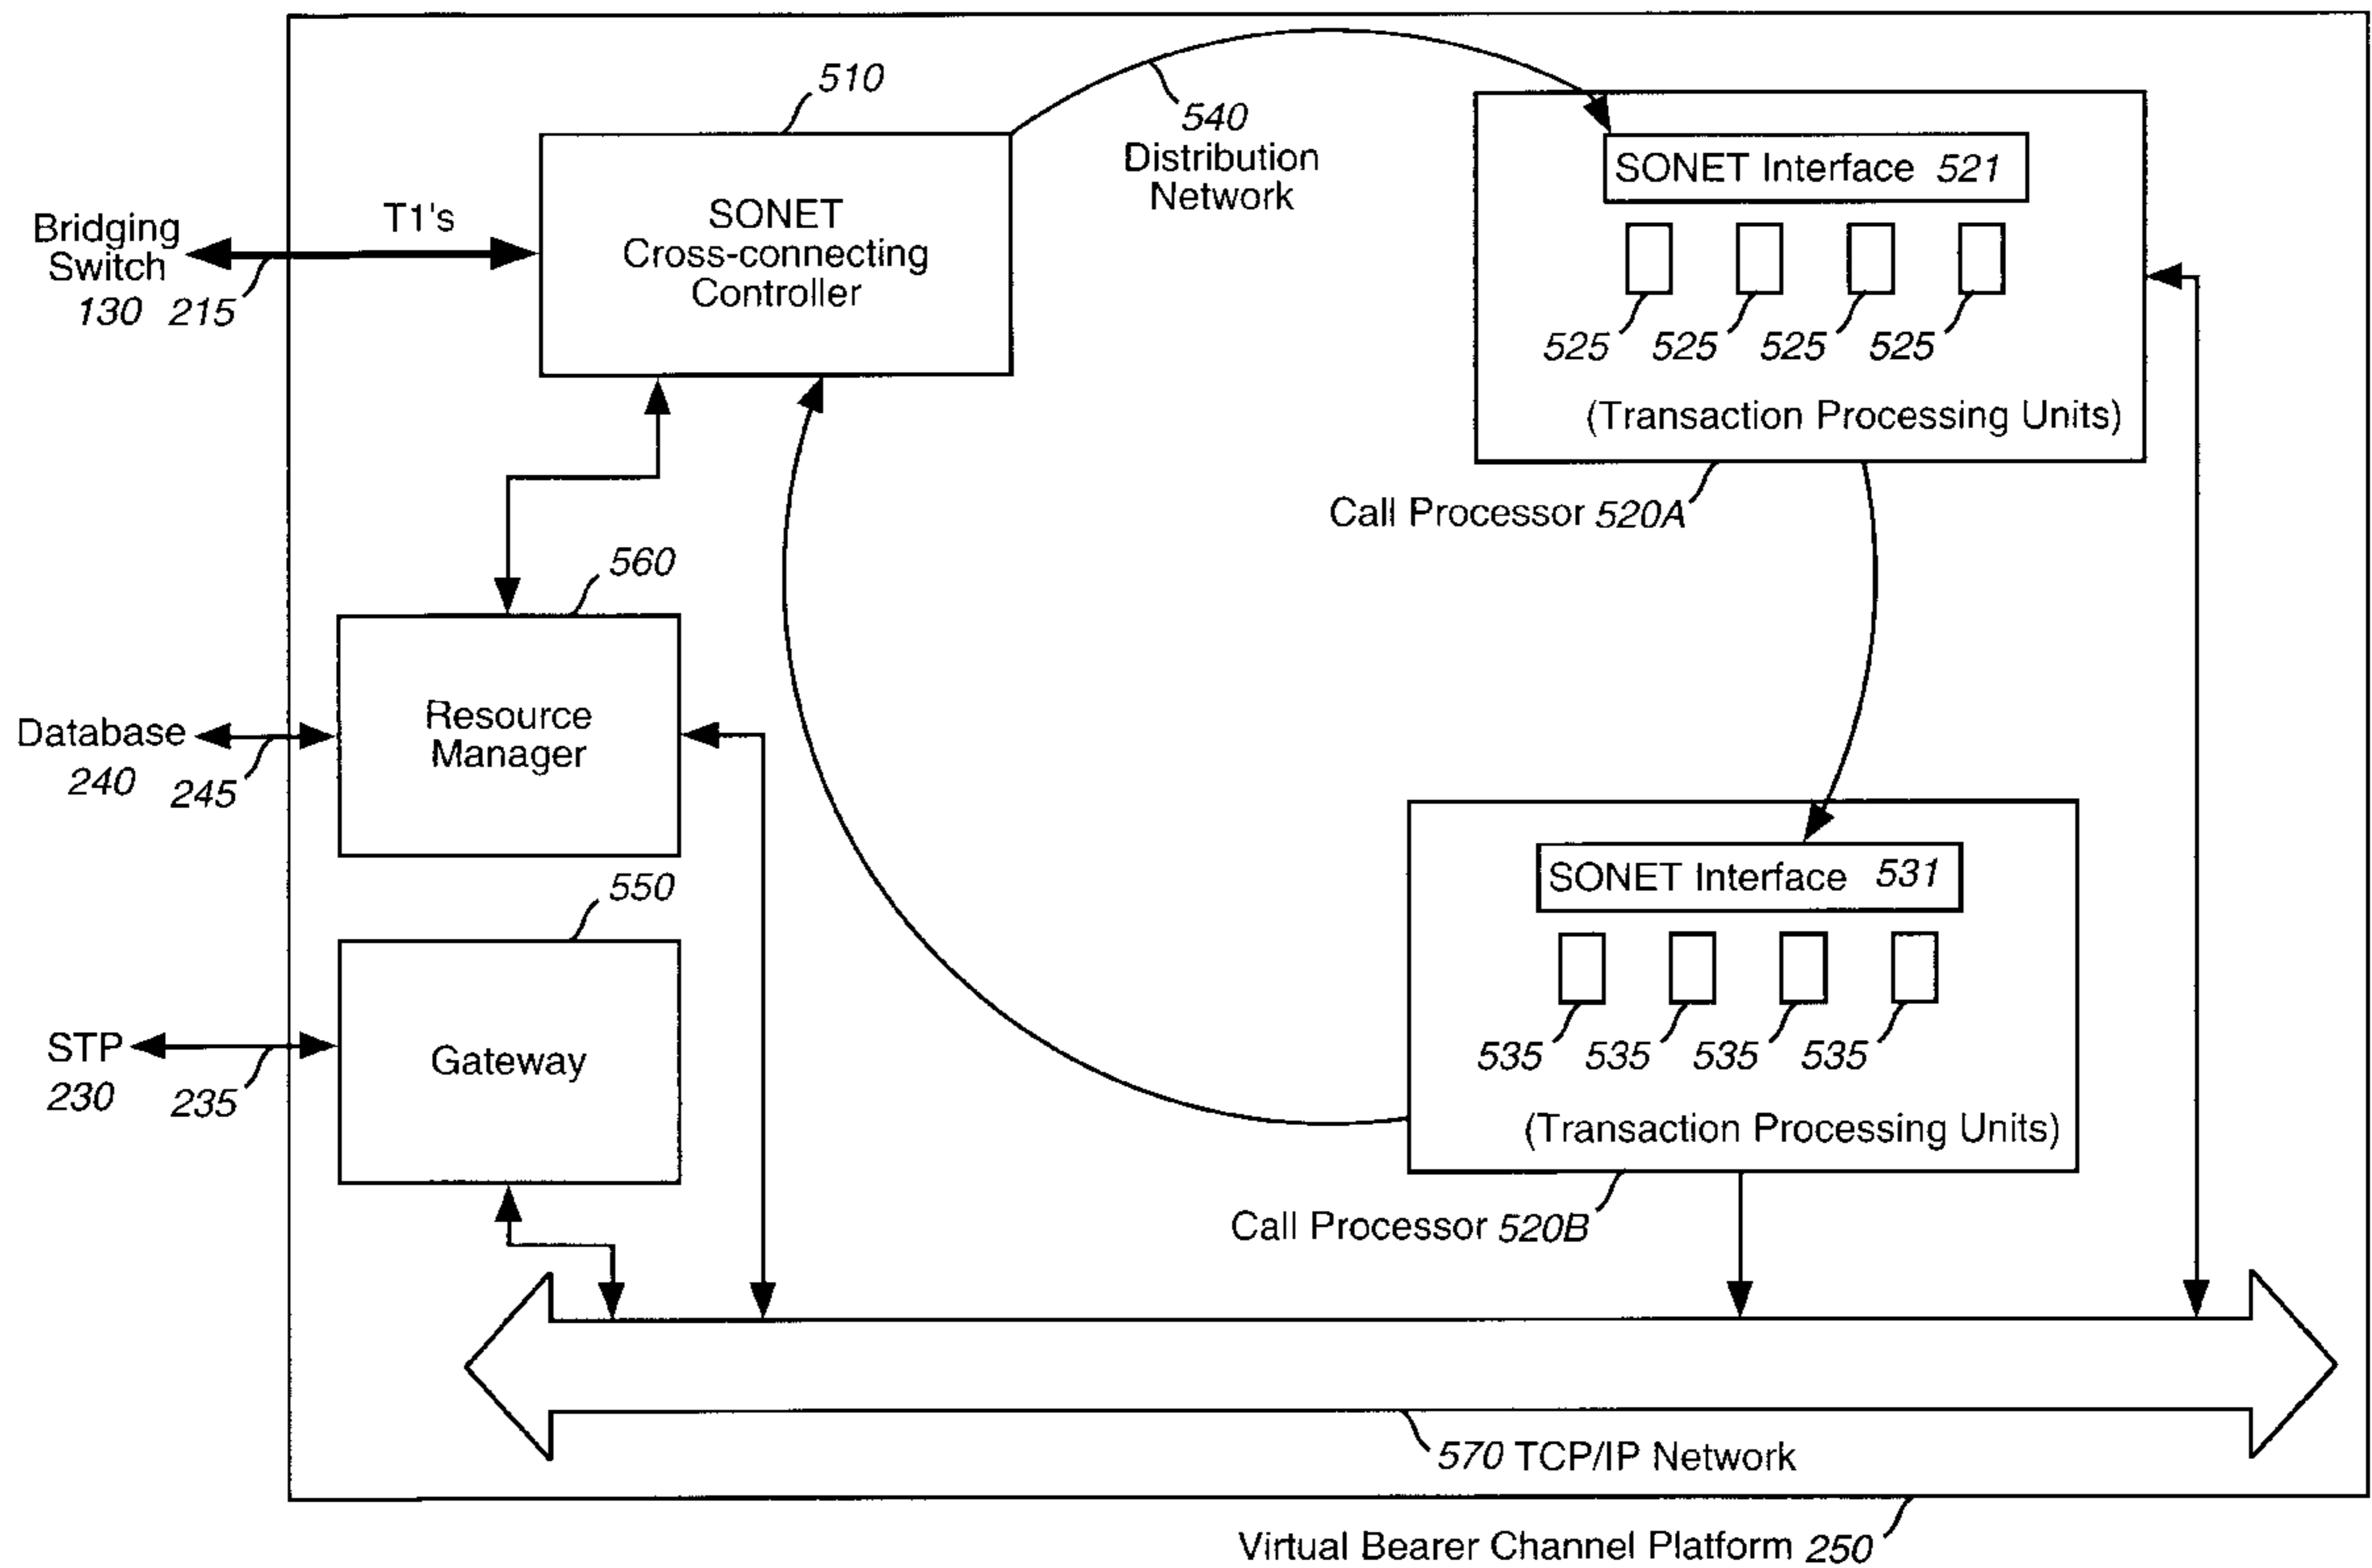 510
540
Distribution
Network
SONET Interface 521
T1's
Bridging
Switch
130 215
SONET
Cross-connecting
Controller
525 525 525 525
(Transaction Processing Units)
Call Processor 520A
560
Resource
Manager
Database
240 245
550
SONET Interface 531
Gateway
STP
230 235
535 535 535 535
(Transaction Processing Units)
Call Processor 520B
570 TCP/IP Network
Virtual Bearer Channel Platform 250